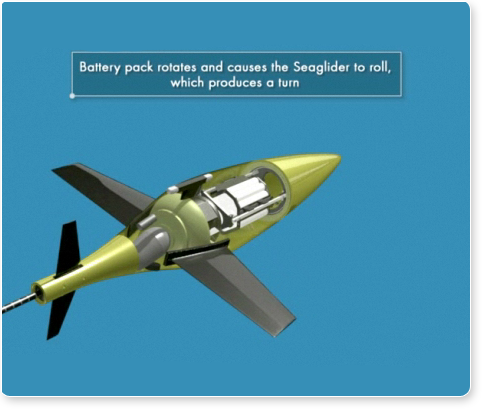 Battery pack rotates and causes the Seaglider to roll,
which produces a turn